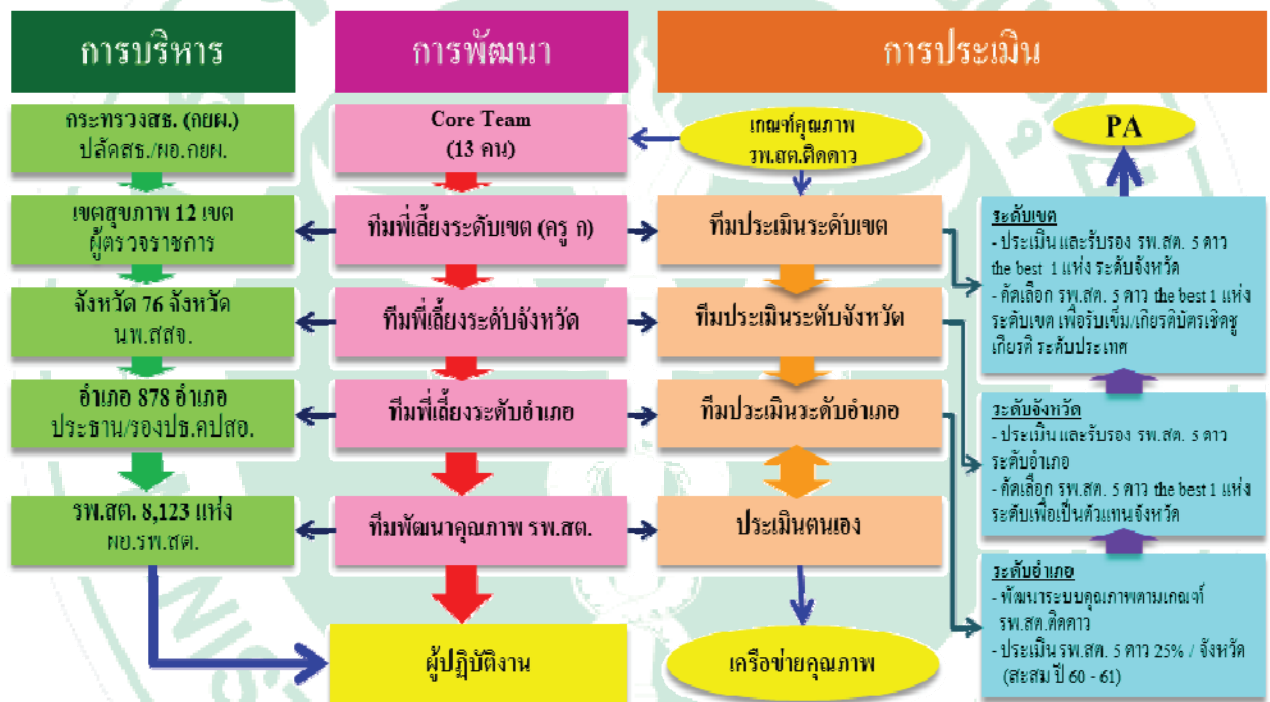 การบริหาร
กระทรวงสธ. (กยผ.)
ปลัดสธ./ผอ.กยผ.
เขตสุขภาพ 12 เขต
ผู้ตรวจราชการ
จังหวัด 76 จังหวัด
นพ.สสจ.
อำเภอ 878 อำเภอ
ประธาน/รองปธ.คปสอ.
รพ.สต. 8,123 แห่ง
ผอ.รพ.สต.
การพัฒนา
Core Team
(13 คน)
ทีมพี่เลี้ยงระดับเขต (ครู ก)
ทีมพี่เลี้ยงระดับจังหวัด
ทีมพี่เลี้ยงระดับอำเภอ
ทีมพัฒนาคุณภาพ รพ.สต.
ผู้ปฏิบัติงาน
การประเมิน
เกณฑ์คุณภาพ
รพ.สต.ติดดาว
ทีมประเมินระดับเขต
ทีมประเมินระดับจังหวัด
ทีมประเมินระดับอำเภอ
ประเมินตนเอง
เครือข่ายคุณภาพ
PA
ระดับเขต
- ประเมินและรับรอง รพ.สต. 5 ดาว
the best 1 แห่ง ระดับจังหวัด
- คัดเลือก รพ.สต. 5 ดาว the best 1 แห่ง
ระดับเขต เพื่อรับเข็ม/เกียรติบัตรเชิดชู
เกียรติ ระดับประเทศ
ระดับจังหวัด
- ประเมินและรับรอง รพ.สต. 5 ดาว
ระดับอำเภอ
- คัดเลือก รพ.สต. 5 ดาว the best 1 แห่ง
ระดับเพื่อเป็นตัวแทนจังหวัด
ระดับอำเภอ
- พัฒนาระบบคุณภาพตามเกณฑ์
รพ.สต.ติดดาว
- ประเมินรพ.สต. 5 ดาว 25% / จังหวัด
(สะสม ปี 60 - 61)